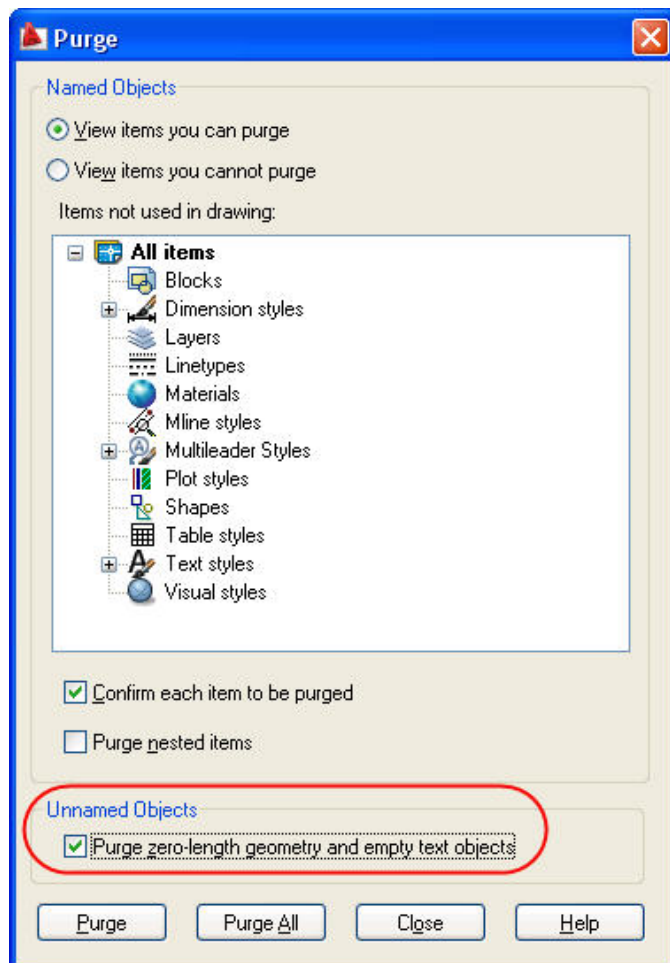 Purge
Named Objects
View items you can purge
View items you cannot purge
Items not used in drawing:
All items
Blocks
Dimension styles
Layers
Linetypes
Materials
Mline styles
Multileader Styles
Plot styles
Shapes
Table styles
Text styles
Visual styles
Confirm each item to be purged
Purge nested items
Unnamed Objects
Purge zero-length geometry and empty text objects
Purge Purge All Close Help